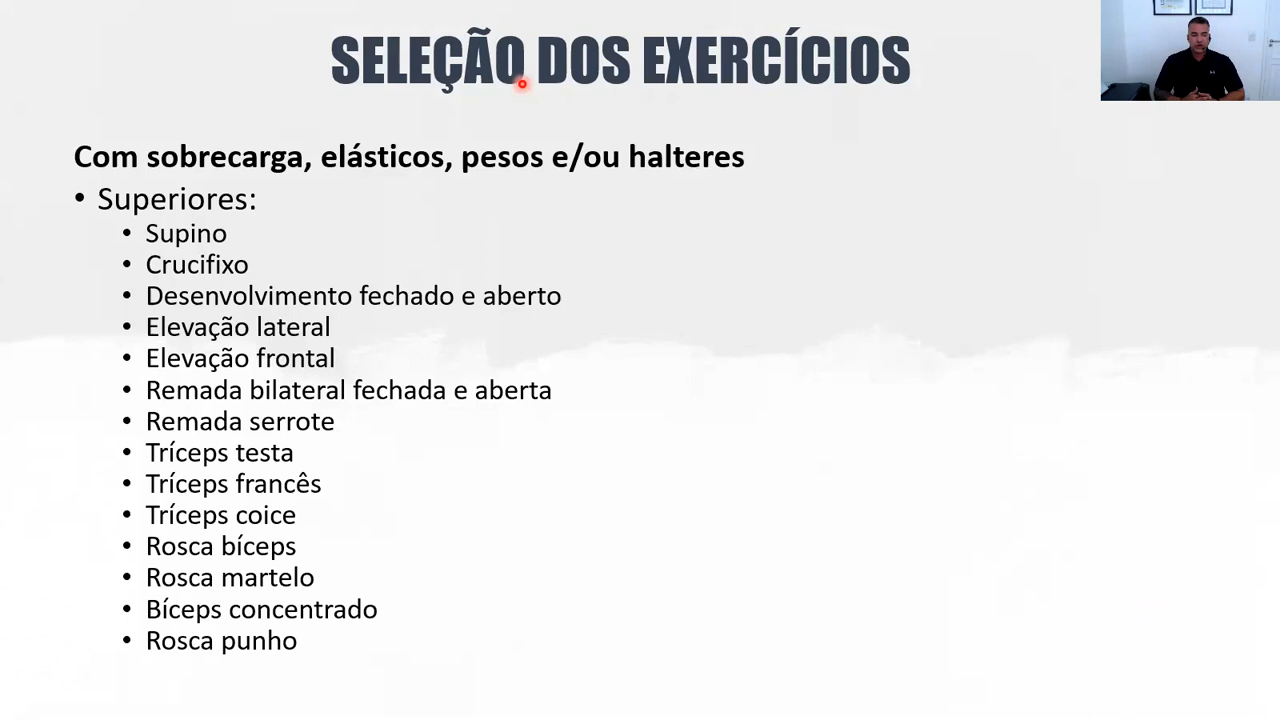 SELEÇÃO DOS EXERCÍCIOS
Com sobrecarga, elásticos, pesos e/ou halteres
• Superiores:
• Supino
• Crucifixo
• Desenvolvimento fechado e aberto
• Elevação lateral
• Elevação frontal
• Remada bilateral fechada e aberta
• Remada serrote
• Tríceps testa
• Tríceps francês
• Tríceps coice
• Rosca bíceps
• Rosca martelo
• Bíceps concentrado
• Rosca punho